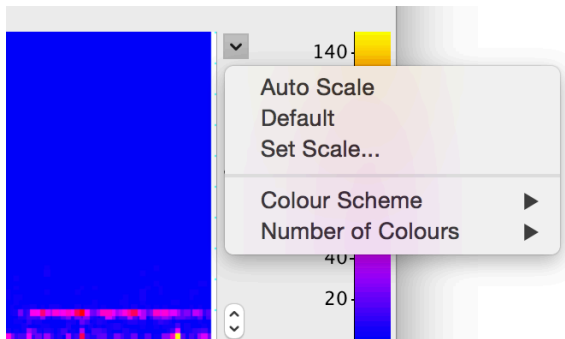 140
Auto Scale
Default
Set Scale...
Colour Scheme
Number of Colours
40
20